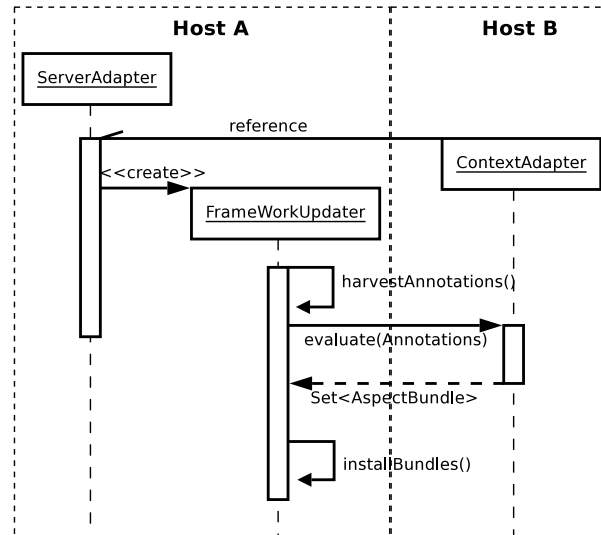 Host A
Host B
ServerAdapter
reference
ContextAdapter
<<create>>
FrameWorkUpdater
harvestAnnotations()
evaluate(Annotations)
Set<AspectBundle>
installBundles()